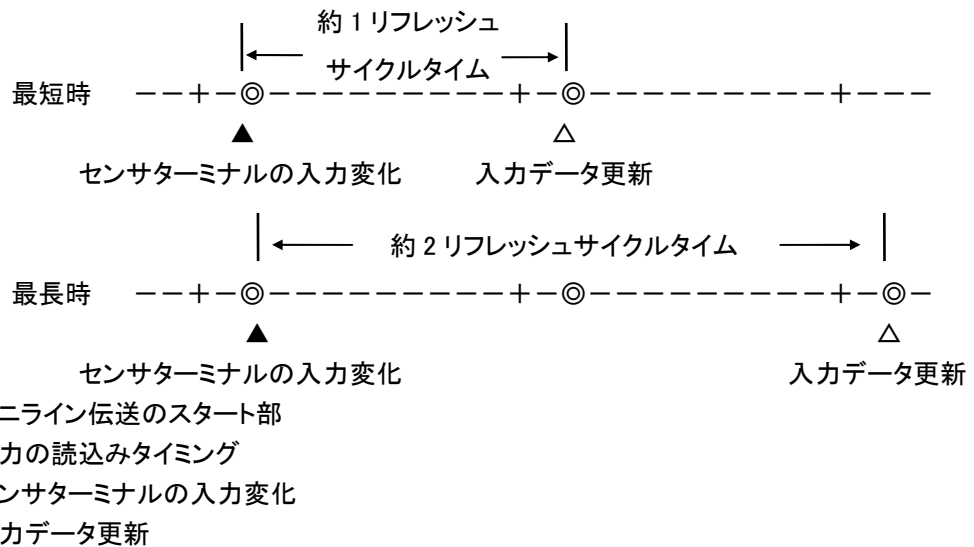 約 1 リフレッシュ
サイクルタイム
最短時 －－＋－◎－－－－－－－－－＋－◎－－－－－－－－－＋－－－
▲ △
センサターミナルの入力変化 入力データ更新
約 2 リフレッシュサイクルタイム
最長時 －－＋－◎－－－－－－－－－＋－◎－－－－－－－－－＋－◎－
▲ △
センサターミナルの入力変化 入力データ更新
ニライン伝送のスタート部
力の読込みタイミング
ンサターミナルの入力変化
力データ更新